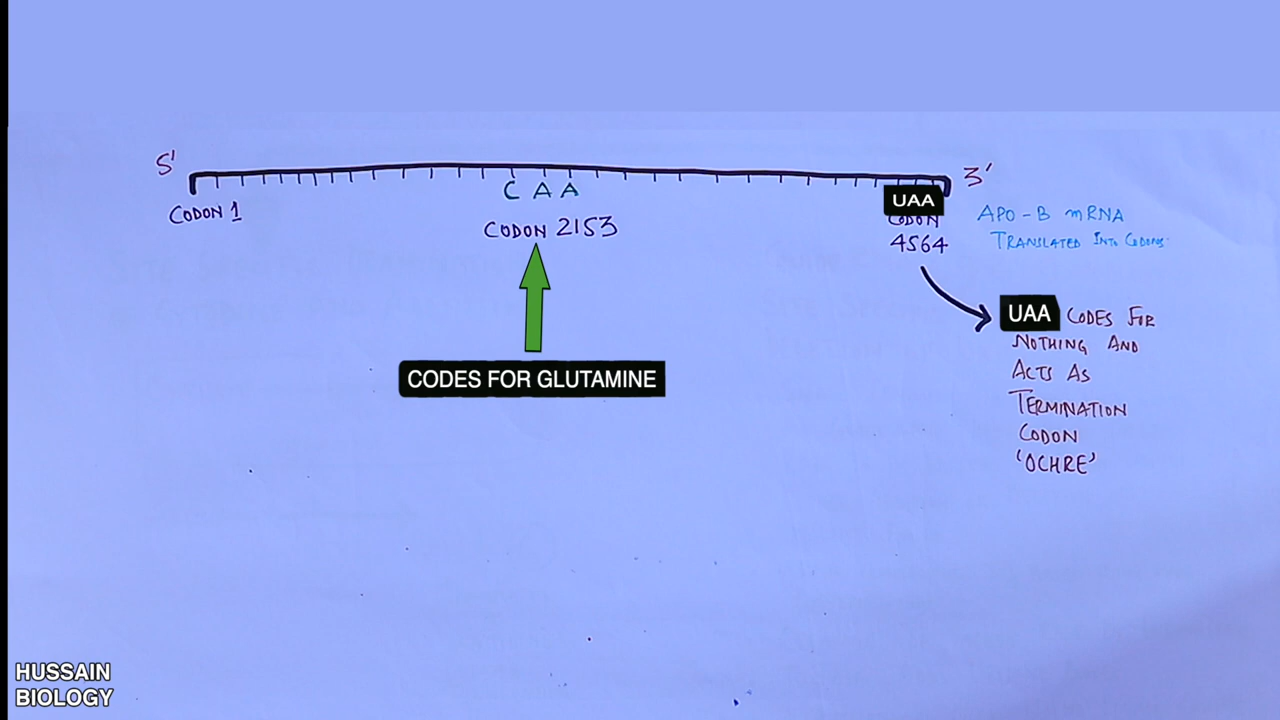 5'
3'
C A A
UAA
CODON 1
CODON 2153
CODON
4564
APO-B mRNA
TRANSLATED INTO CODONS
CODES FOR GLUTAMINE
UAA CODES FOR
NOTHING AND
ACTS AS
TERMINATION
CODON
'OCHRE'
HUSSAIN
BIOLOGY